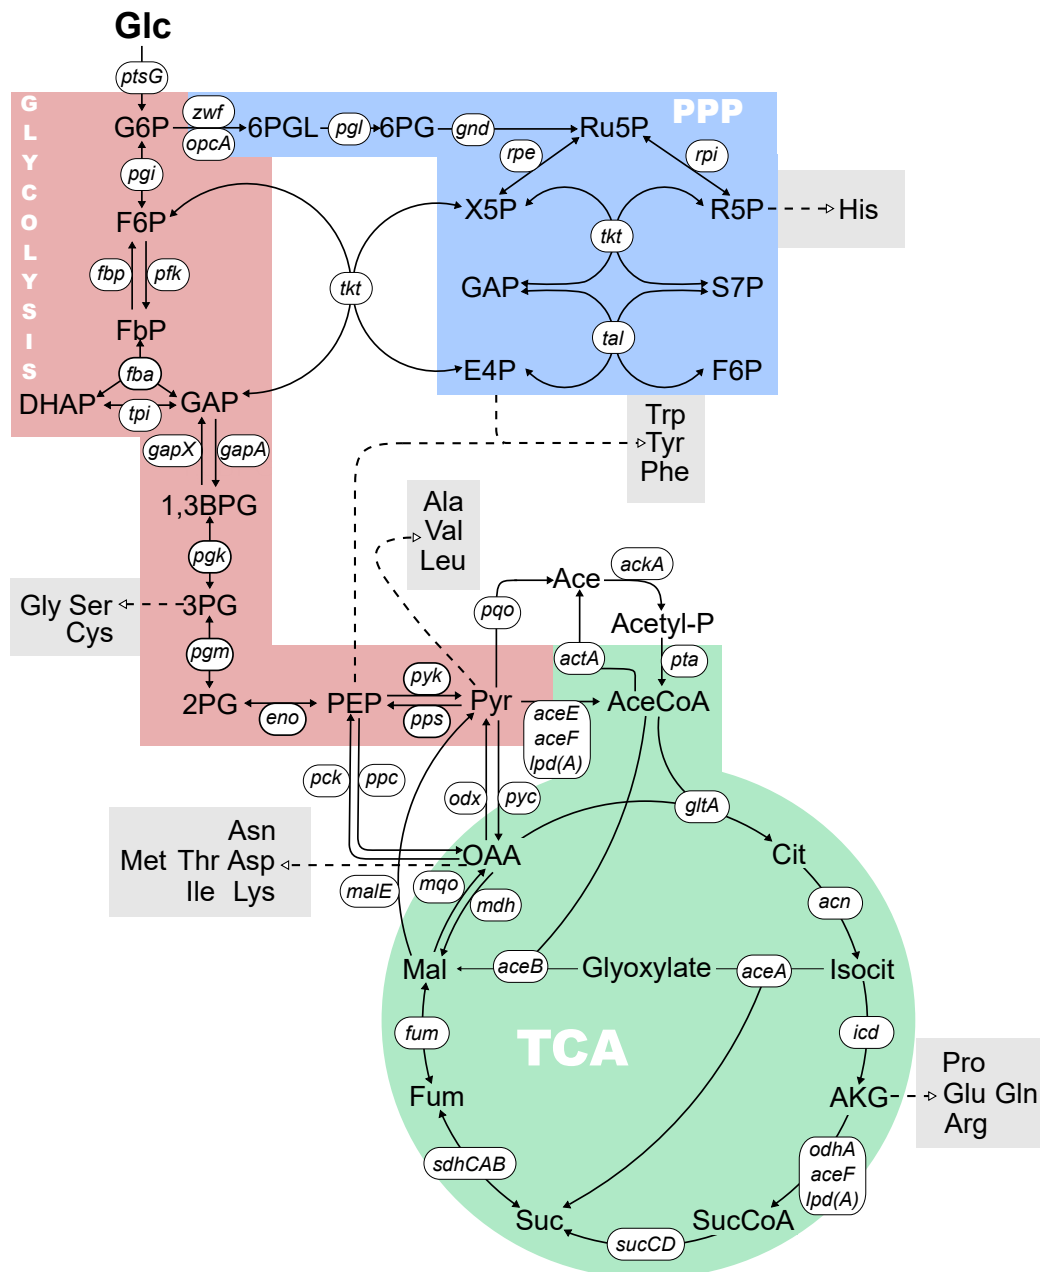 Glc
ptsG
GLYCOLYSIS
PPP
G6P
zwf
opcA
6PGL
pgl
6PG
gnd
Ru5P
pgi
rpe
rpi
F6P
X5P
R5P
His
tkt
fbp
pfk
tkt
GAP
S7P
FbP
tal
fba
E4P
F6P
DHAP
tpi
GAP
Trp
Tyr
Phe
gapX
gapA
1,3BPG
Ala
Val
Leu
pgk
Ace
ackA
Gly Ser
Cys
3PG
pqo
Acetyl-P
pgm
actA
pta
pyk
2PG
eno
PEP
pps
Pyr
aceE
aceF
lpd(A)
AceCoA
pck
ppc
odx
pyc
gltA
Asn
Met Thr Asp
Ile Lys
OAA
Cit
malE
mqo
mdh
acn
Mal
aceB
Glyoxylate
aceA
Isocit
fum
TCA
icd
Fum
AKG
Pro
Glu Gln
Arg
sdhCAB
odhA
aceF
lpd(A)
Suc
SucCoA
sucCD